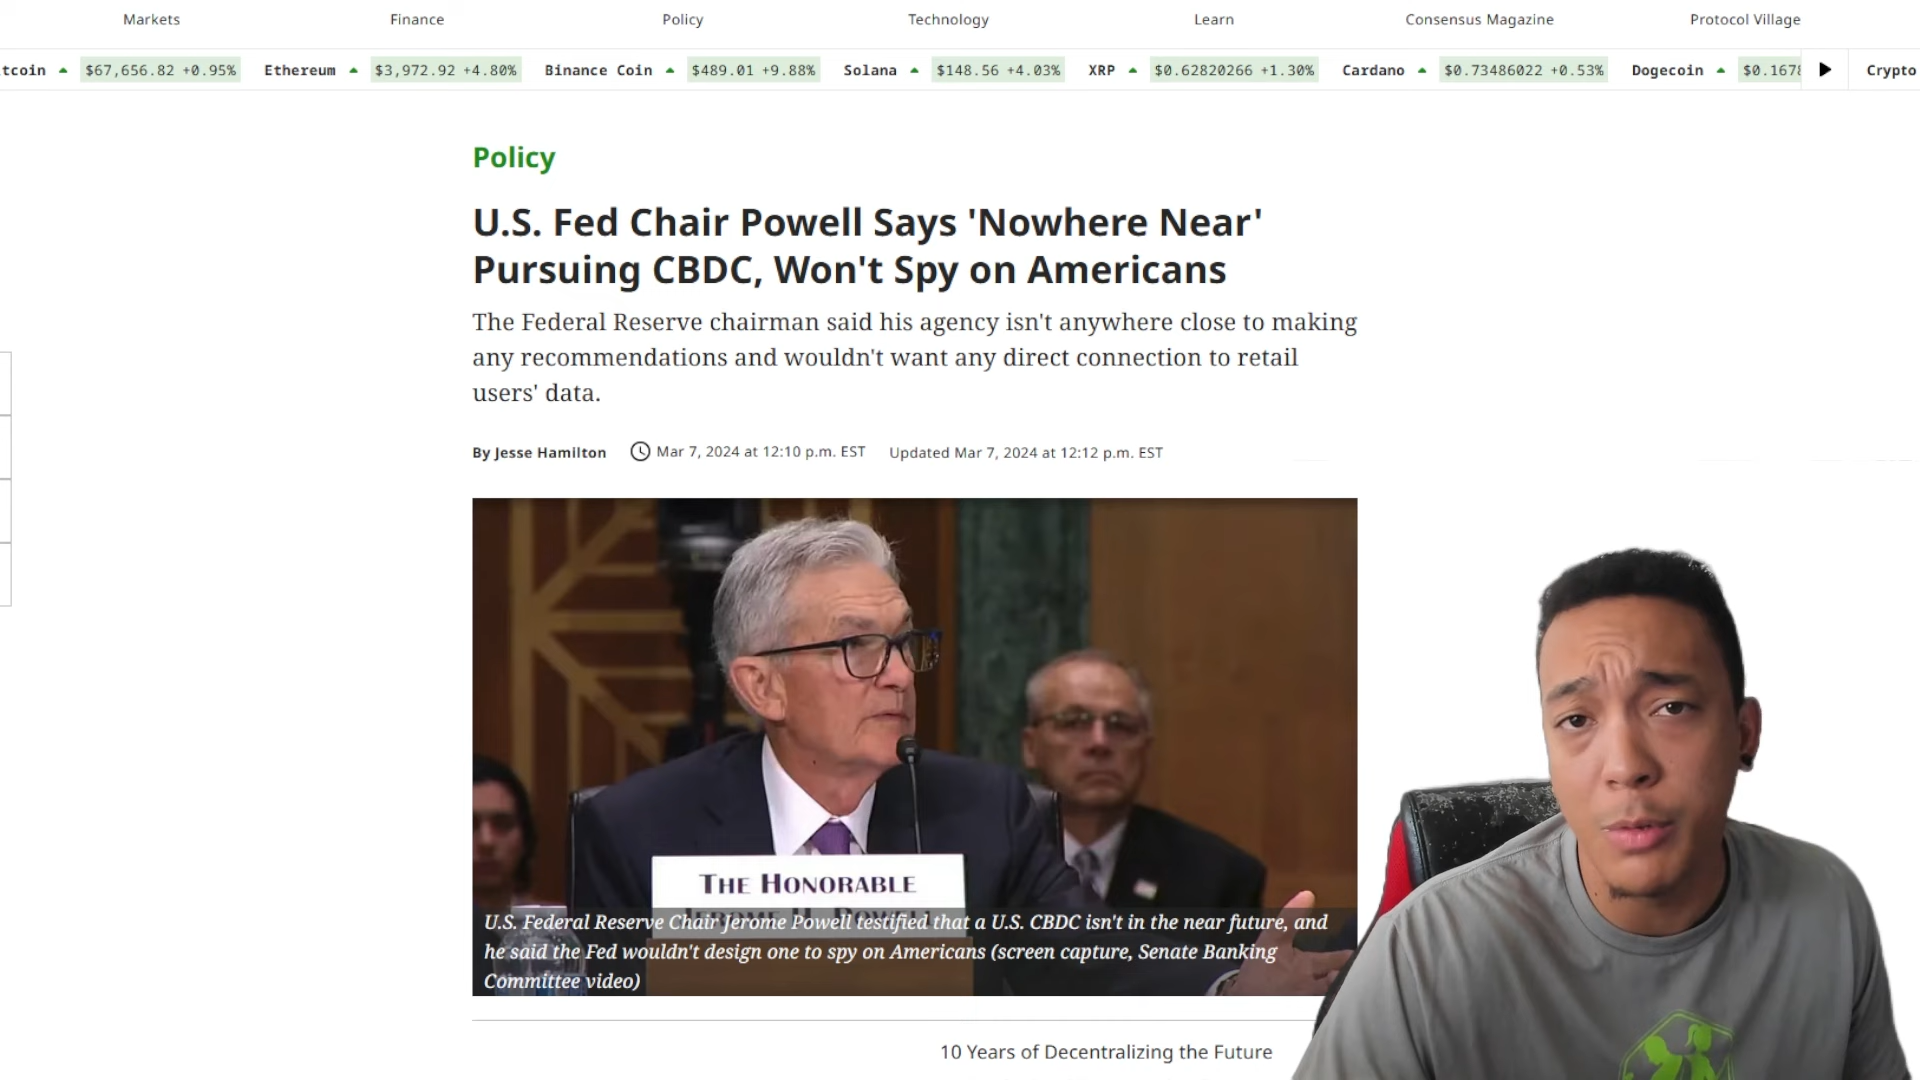 Markets Finance Policy Technology Learn Consensus Magazine Protocol Village
tcoin $67,656.82 +0.95% Ethereum $3,972.92 +4.80% Binance Coin $489.01 +9.88% Solana $148.56 +4.03% XRP $0.62820266 +1.30% Cardano $0.73486022 +0.53% Dogecoin $0.1678 Crypto
Policy
U.S. Fed Chair Powell Says 'Nowhere Near'
Pursuing CBDC, Won't Spy on Americans
The Federal Reserve chairman said his agency isn't anywhere close to making
any recommendations and wouldn't want any direct connection to retail
users' data.
By Jesse Hamilton Mar 7, 2024 at 12:10 p.m. EST Updated Mar 7, 2024 at 12:12 p.m. EST
THE HONORABLE
JEROME H. POWELL
U.S. Federal Reserve Chair Jerome Powell testified that a U.S. CBDC isn't in the near future, and
he said the Fed wouldn't design one to spy on Americans (screen capture, Senate Banking
Committee video)
10 Years of Decentralizing the Future